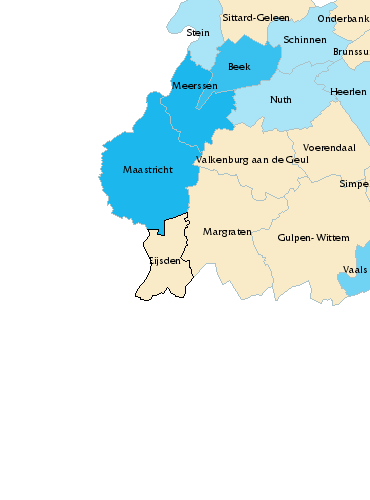 Sittard-Geleen
Onderbank
Stein
Schinnen
Brunssu
Beek
Meerssen
Heerlen
Nuth
Voerendaal
Valkenburg aan de Geul
Maastricht
Simpe
Margraten
Gulpen-Wittem
Eijsden
Vaals